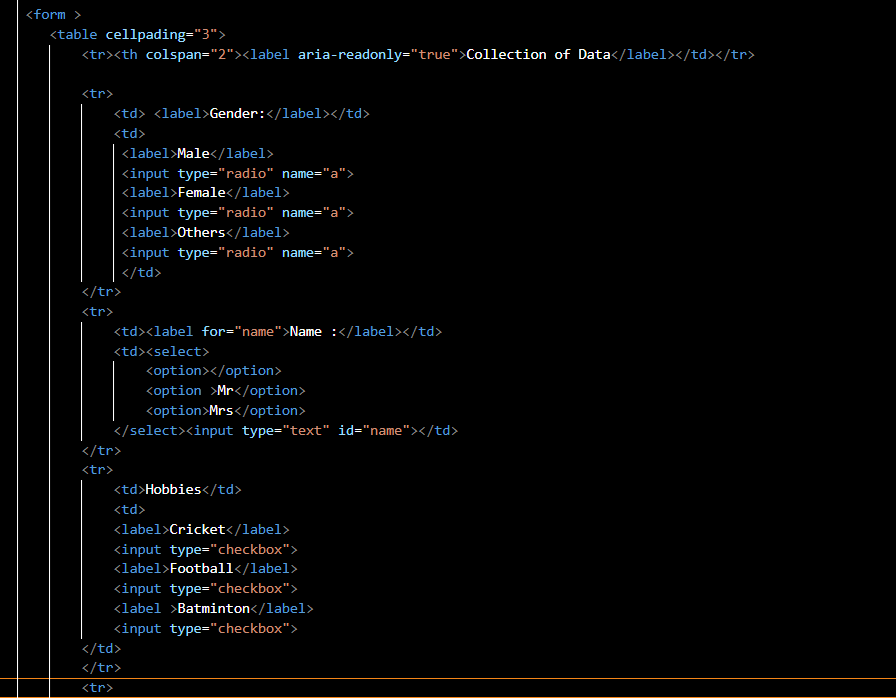 <form >
<table cellpading="3">
<tr><th colspan="2"><label aria-readonly="true">Collection of Data</label></td></tr>
<tr>
<td> <label>Gender:</label></td>
<td>
<label>Male</label>
<input type="radio" name="a">
<label>Female</label>
<input type="radio" name="a">
<label>Others</label>
<input type="radio" name="a">
</td>
</tr>
<tr>
<td><label for="name">Name :</label></td>
<td><select>
<option></option>
<option >Mr</option>
<option>Mrs</option>
</select><input type="text" id="name"></td>
</tr>
<tr>
<td>Hobbies</td>
<td>
<label>Cricket</label>
<input type="checkbox">
<label>Football</label>
<input type="checkbox">
<label >Batminton</label>
<input type="checkbox">
</td>
</tr>
<tr>